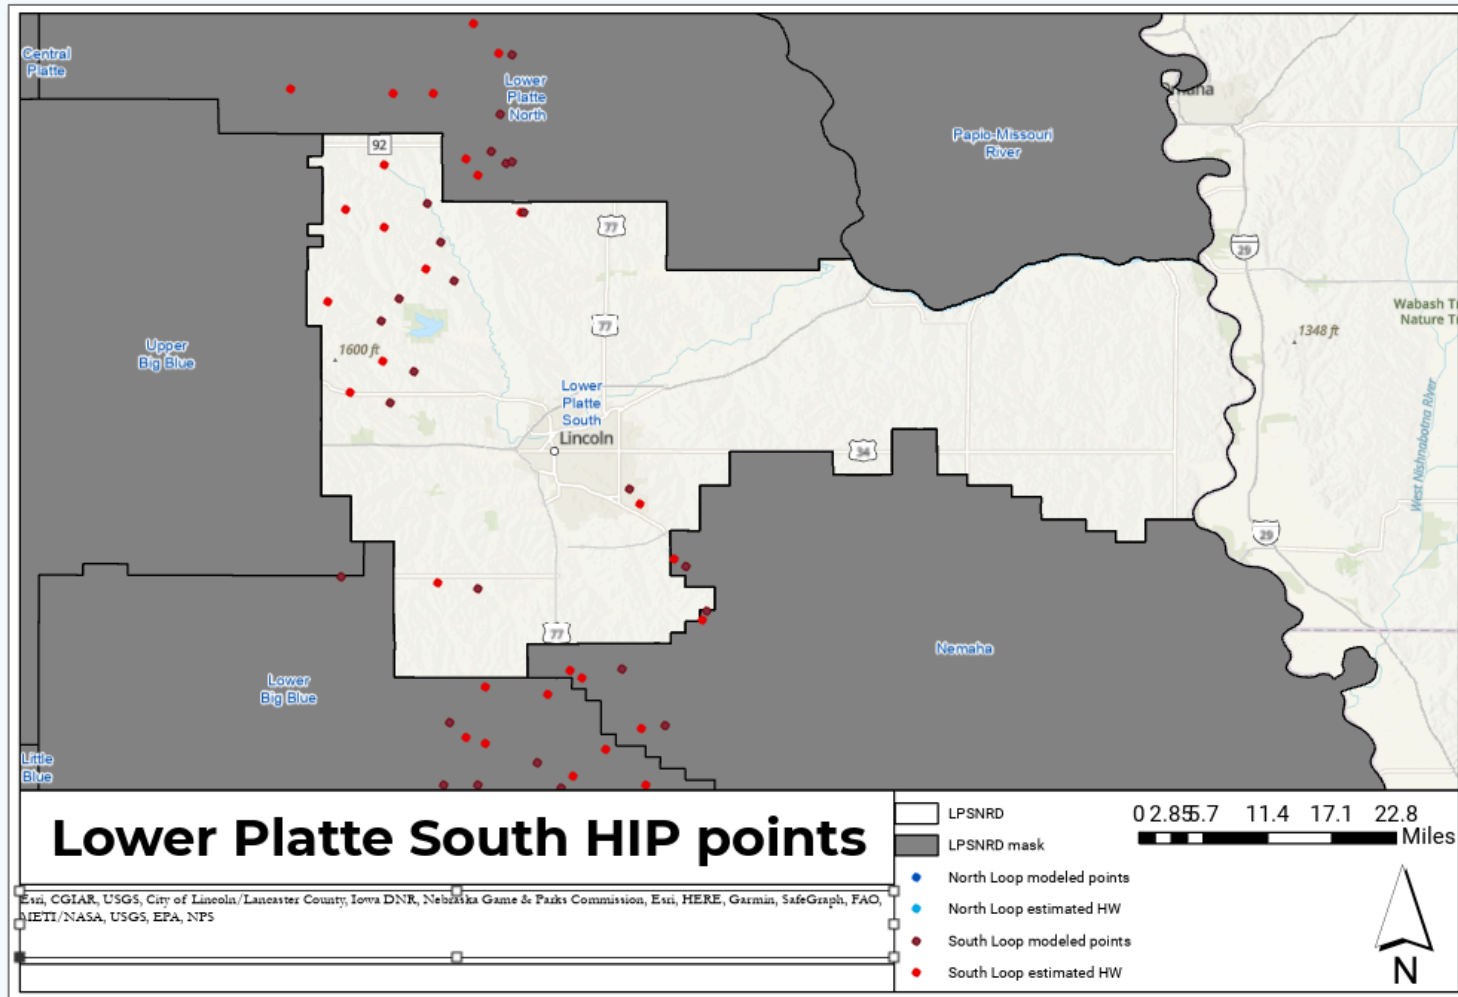 Central
Platte
Lower
Platte
North
Papio-Missouri
River
92
77
29
77
Wabash
Nature
1348 ft
1600 ft
Upper
Big Blue
Lower
Platte
South
Lincoln
34
West Nishnabotna River
29
77
Nemaha
Lower
Big Blue
Little
Blue
Lower Platte South HIP points
Esri, CGIAR, USGS, City of Lincoln/Lancaster County, Iowa DNR, Nebraska Game & Parks Commission, Esri, HERE, Garmin, SafeGraph, FAO,
METI/NASA, USGS, EPA, NPS
LPSNRD
LPSNRD mask
North Loop modeled points
North Loop estimated HW
South Loop modeled points
South Loop estimated HW
0 2.85 5.7 11.4 17.1 22.8
Miles
N